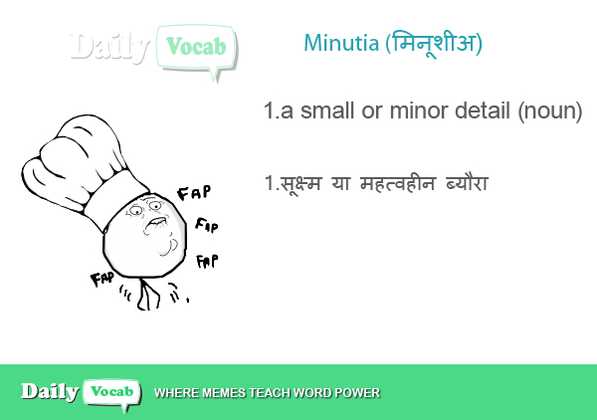 Daily Vocab
Minutia (मिनूशीअ)
1.a small or minor detail (noun)
1.सूक्ष्म या महत्वहीन ब्यौरा
FAP
FAP
FAP
FAP
Daily Vocab WHERE MEMES TEACH WORD POWER